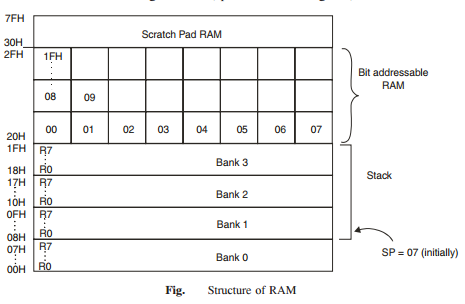 7FH
Scratch Pad RAM
30H
2FH
1FH
Bit addressable
RAM
08 09
00 01 02 03 04 05 06 07
20H
1FH
R7
Bank 3
Stack
18H
R0
17H
R7
Bank 2
10H
R0
0FH
R7
Bank 1
08H
R0
07H
R7
SP = 07 (initially)
Bank 0
00H
R0
Fig. Structure of RAM